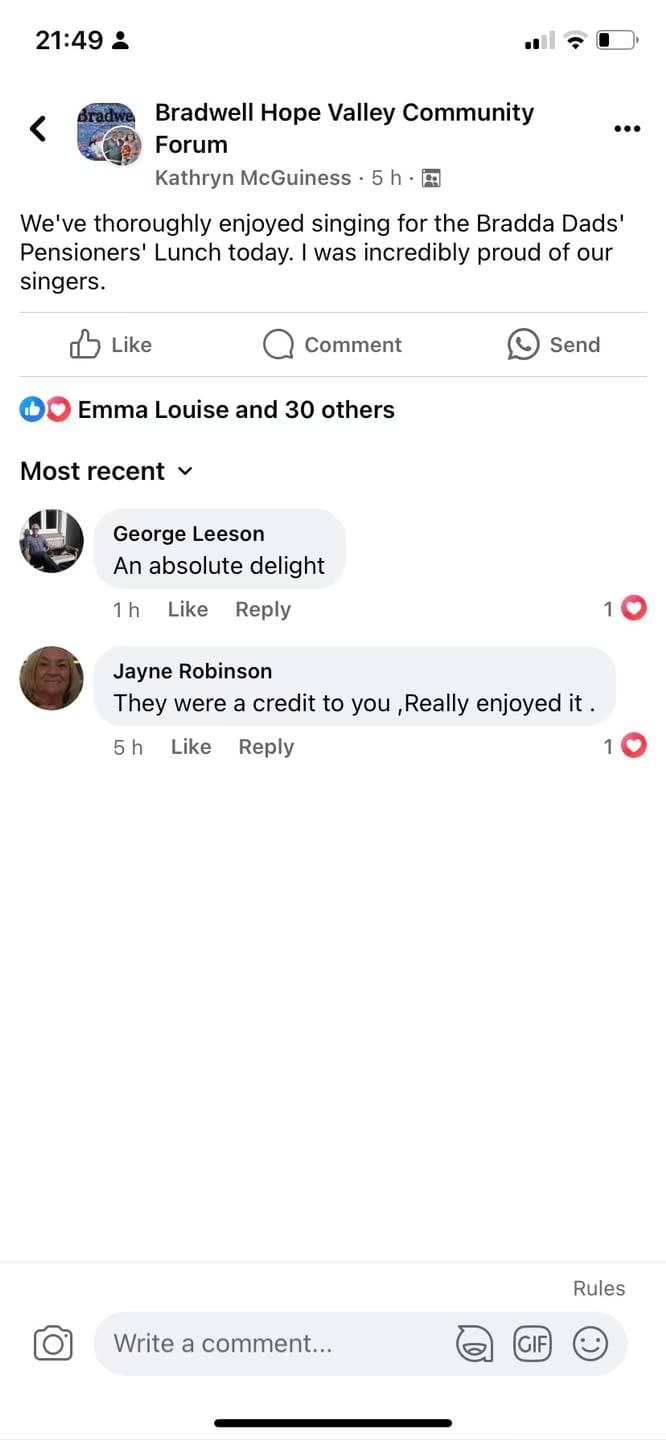 21:49
Bradwe
Bradwell Hope Valley Community
Forum
Kathryn McGuiness · 5 h ·
We've thoroughly enjoyed singing for the Bradda Dads'
Pensioners' Lunch today. I was incredibly proud of our
singers.
Like Comment Send
Emma Louise and 30 others
Most recent
George Leeson
An absolute delight
1 h Like Reply 1
Jayne Robinson
They were a credit to you ,Really enjoyed it .
5 h Like Reply 1
Rules
Write a comment... GIF